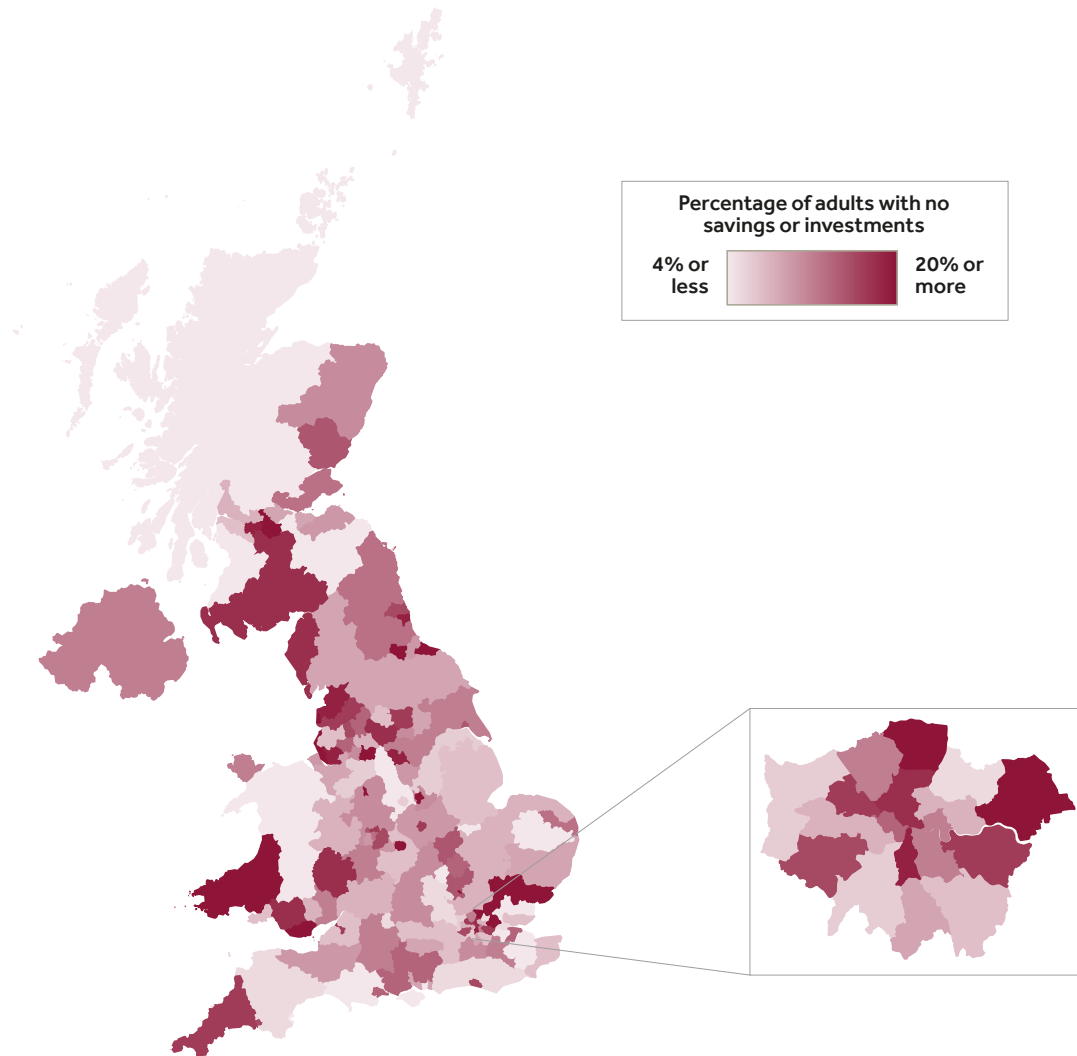 Percentage of adults with no
savings or investments
4% or
less
20% or
more